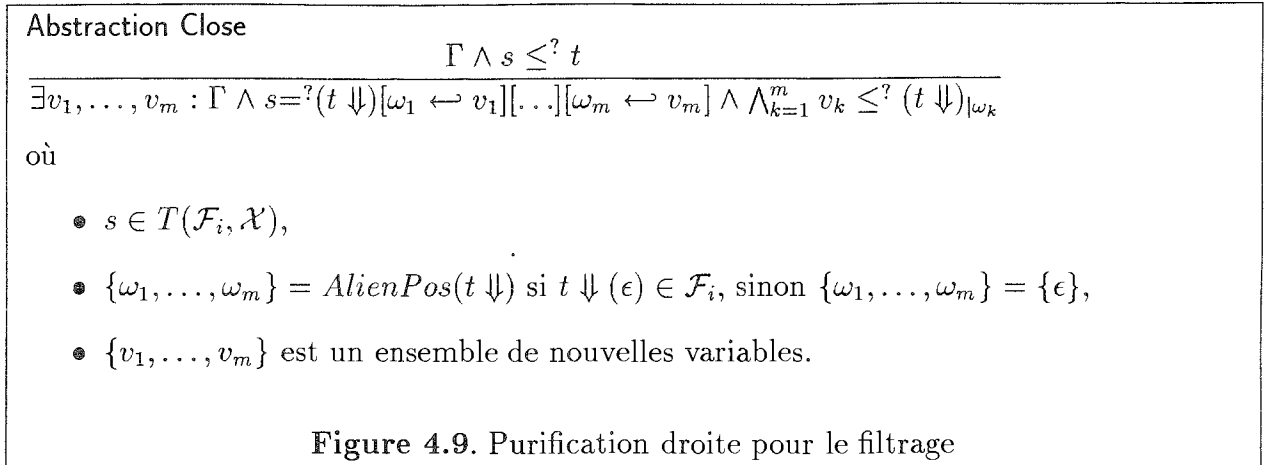 Abstraction Close
Γ ∧ s ≤? t
∃v1, . . . , vm : Γ ∧ s=?(t ⇓)[ω1 ↩ v1][. . .][ωm ↩ vm] ∧ ⋀k=1m vk ≤? (t ⇓)|ωk
où
• s ∈ T(Fi, X),
• {ω1, . . . , ωm} = AlienPos(t ⇓) si t ⇓ (ϵ) ∈ Fi, sinon {ω1, . . . , ωm} = {ϵ},
• {v1, . . . , vm} est un ensemble de nouvelles variables.
Figure 4.9. Purification droite pour le filtrage